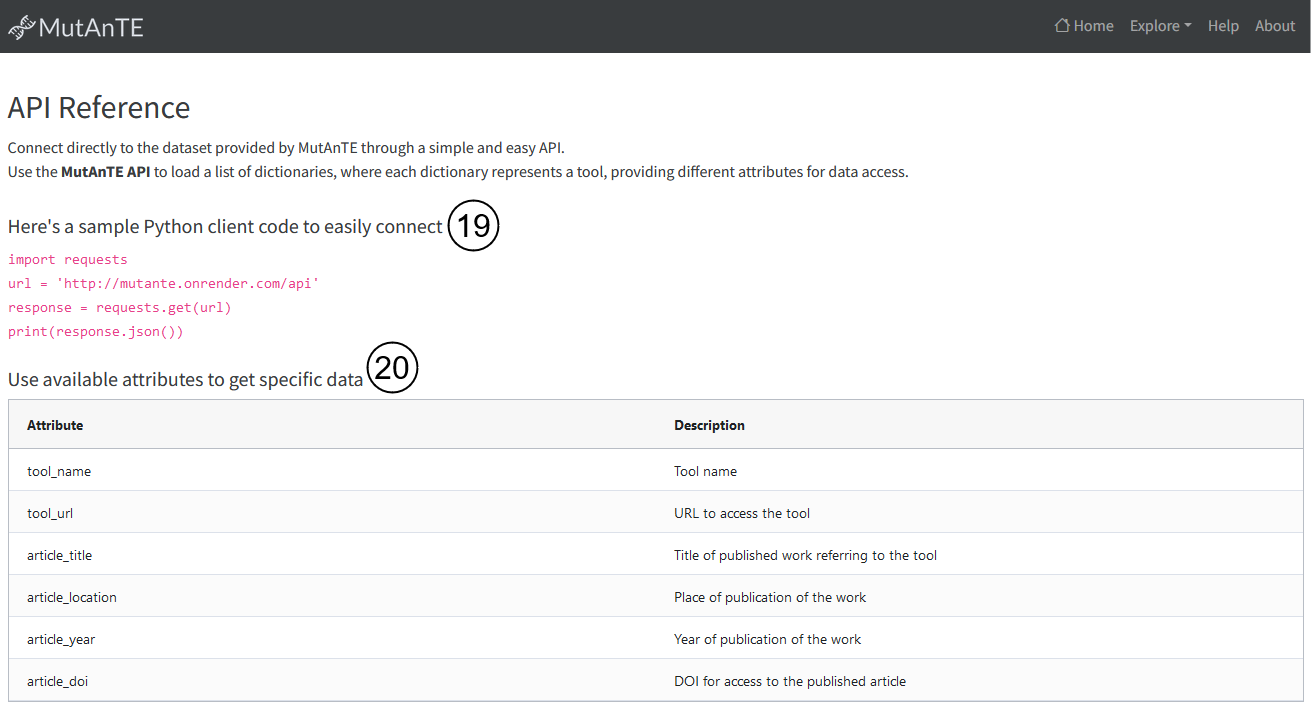 MutAnTE
Home Explore Help About
API Reference
Connect directly to the dataset provided by MutAnTE through a simple and easy API.
Use the MutAnTE API to load a list of dictionaries, where each dictionary represents a tool, providing different attributes for data access.
Here's a sample Python client code to easily connect 19
import requests
url = 'http://mutante.onrender.com/api'
response = requests.get(url)
print(response.json())
Use available attributes to get specific data 20
Attribute Description
tool_name Tool name
tool_url URL to access the tool
article_title Title of published work referring to the tool
article_location Place of publication of the work
article_year Year of publication of the work
article_doi DOI for access to the published article